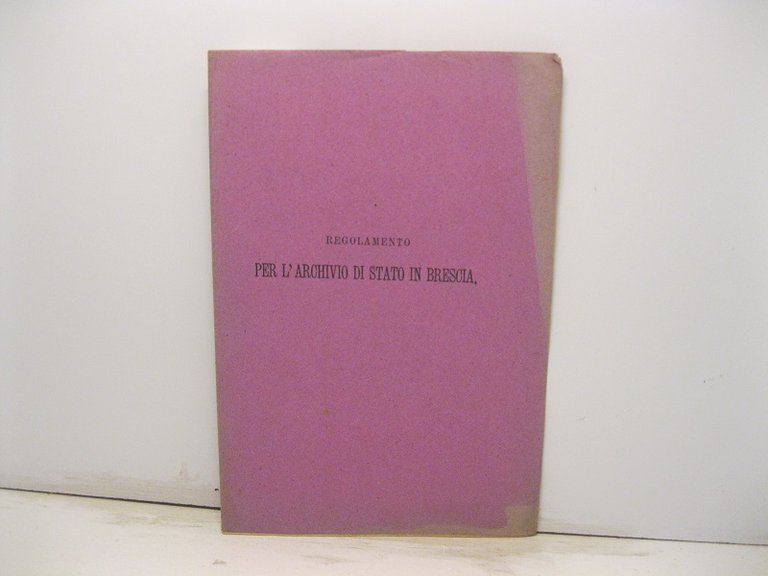 REGOLAMENTO
PER L'ARCHIVIO DI STATO IN BRESCIA.